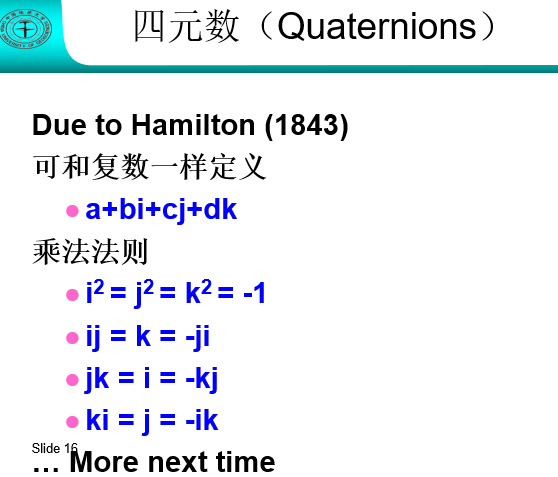 四元数（Quaternions）
Due to Hamilton (1843)
可和复数一样定义
a+bi+cj+dk
乘法法则
i² = j² = k² = -1
ij = k = -ji
jk = i = -kj
ki = j = -ik
Slide 16
… More next time